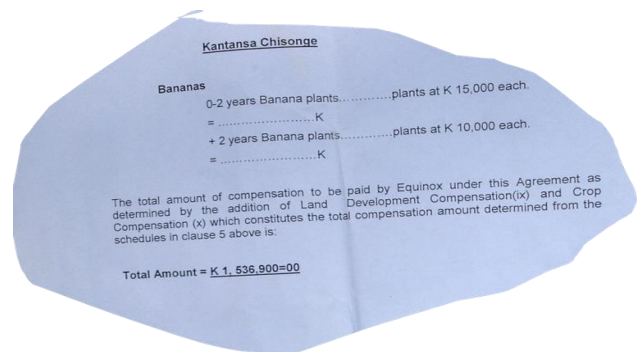 Kantansa Chisonge
Bananas
0-2 years Banana plants.............plants at K 15,000 each.
= ........................K
+ 2 years Banana plants.............plants at K 10,000 each.
= ........................K
The total amount of compensation to be paid by Equinox under this Agreement as
determined by the addition of Land Development Compensation(ix) and Crop
Compensation (x) which constitutes the total compensation amount determined from the
schedules in clause 5 above is:
Total Amount = K 1, 536,900=00